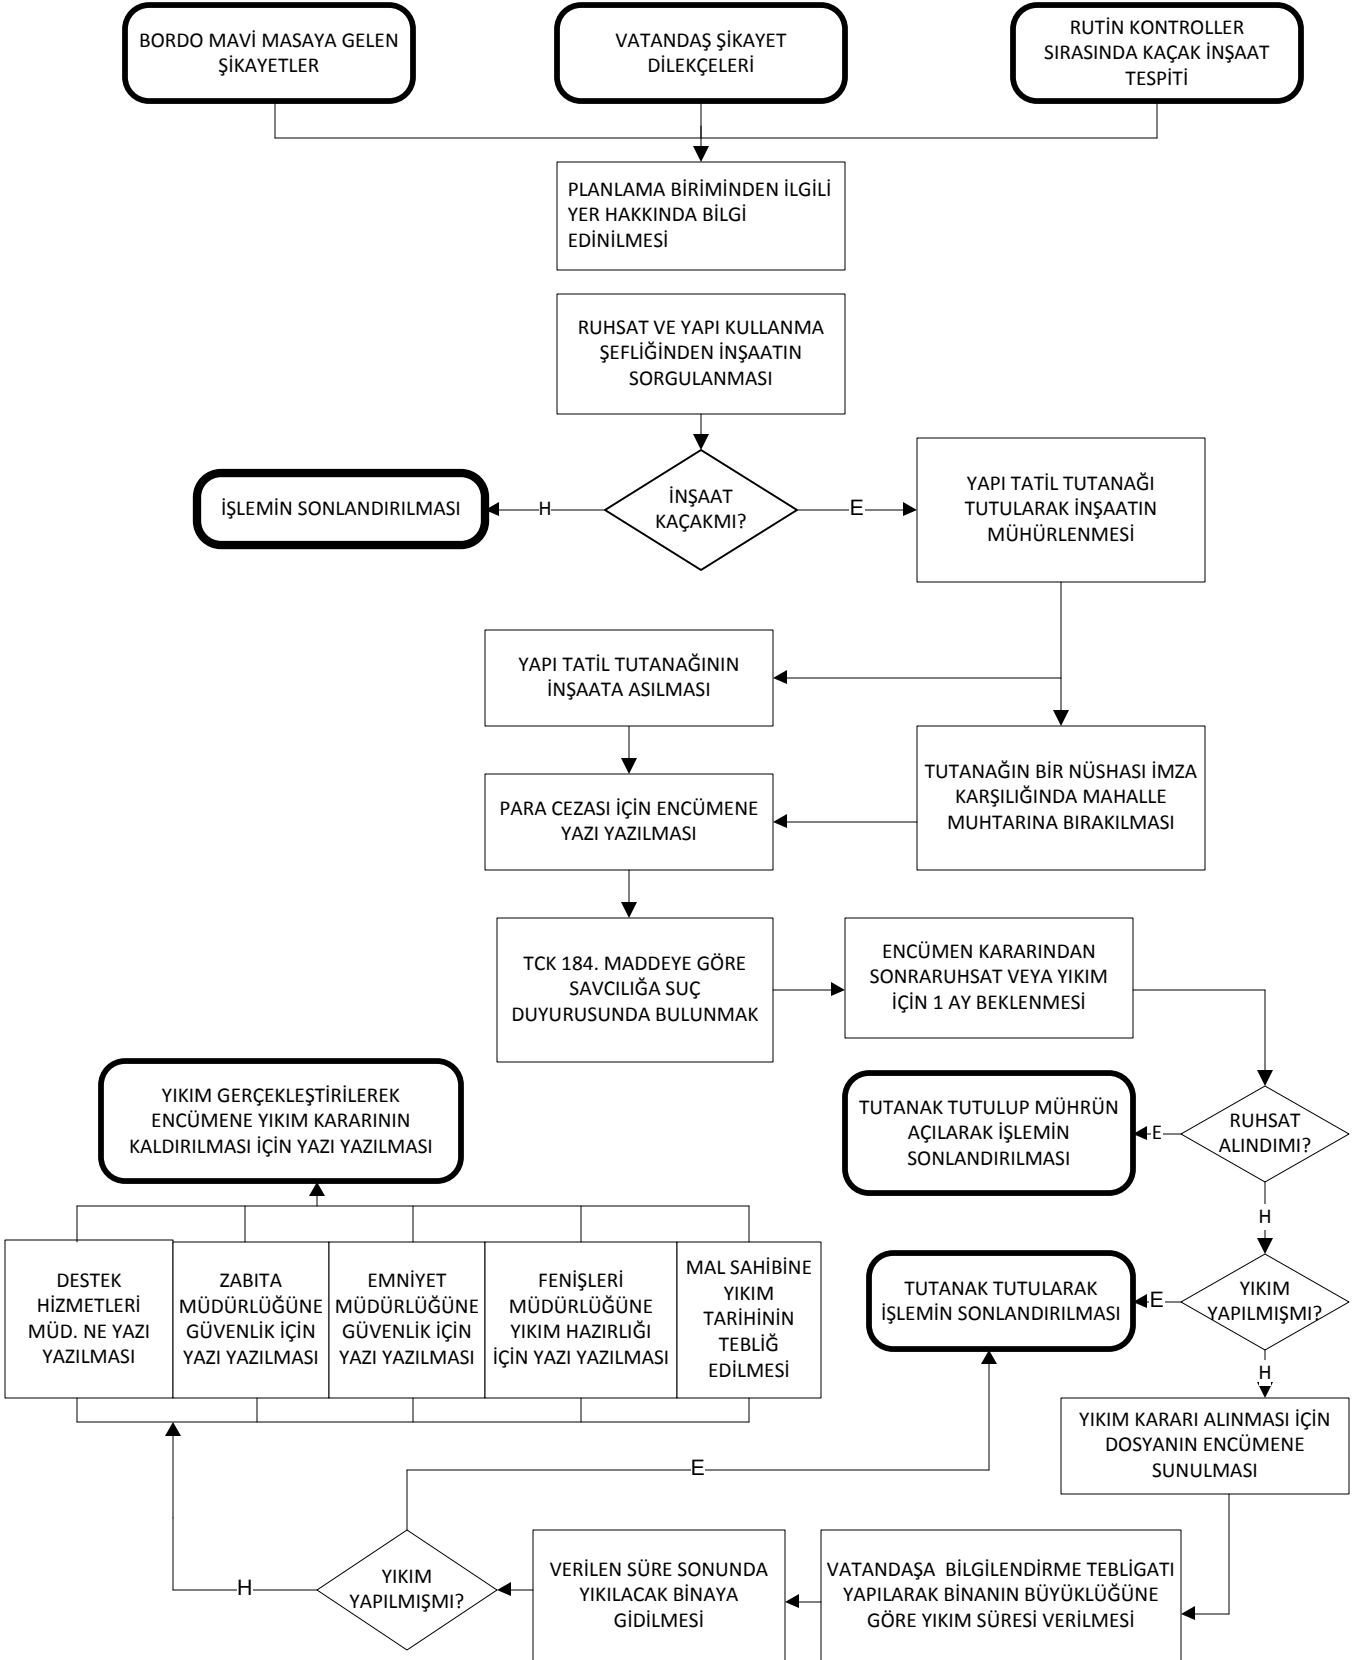 BORDO MAVİ MASAYA GELEN
ŞİKAYETLER
VATANDAŞ ŞİKAYET
DİLEKÇELERİ
RUTİN KONTROLLER
SIRASINDA KAÇAK İNŞAAT
TESPİTİ
PLANLAMA BİRİMİNDEN İLGİLİ
YER HAKKINDA BİLGİ
EDİNİLMESİ
RUHSAT VE YAPI KULLANMA
ŞEFLİĞİNDEN İNŞAATIN
SORGULANMASI
İŞLEMİN SONLANDIRILMASI
H
İNŞAAT
KAÇAKMI?
E
YAPI TATİL TUTANAĞI
TUTULARAK İNŞAATIN
MÜHÜRLENMESİ
YAPI TATİL TUTANAĞININ
İNŞAATA ASILMASI
TUTANAĞIN BİR NÜSHASI İMZA
KARŞILIĞINDA MAHALLE
MUHTARINA BIRAKILMASI
PARA CEZASI İÇİN ENCÜMENE
YAZI YAZILMASI
TCK 184. MADDEYE GÖRE
SAVCILIĞA SUÇ
DUYURUSUNDA BULUNMAK
ENCÜMEN KARARINDAN
SONRARUHSAT VEYA YIKIM
İÇİN 1 AY BEKLENMESİ
YIKIM GERÇEKLEŞTİRİLEREK
ENCÜMENE YIKIM KARARININ
KALDIRILMASI İÇİN YAZI YAZILMASI
TUTANAK TUTULUP MÜHRÜN
AÇILARAK İŞLEMİN
SONLANDIRILMASI
E
RUHSAT
ALINDIMI?
H
DESTEK
HİZMETLERİ
MÜD. NE YAZI
YAZILMASI
ZABITA
MÜDÜRLÜĞÜNE
GÜVENLİK İÇİN
YAZI YAZILMASI
EMNİYET
MÜDÜRLÜĞÜNE
GÜVENLİK İÇİN
YAZI YAZILMASI
FENİŞLERİ
MÜDÜRLÜĞÜNE
YIKIM HAZIRLIĞI
İÇİN YAZI YAZILMASI
MAL SAHİBİNE
YIKIM
TARİHİNİN
TEBLİĞ
EDİLMESİ
TUTANAK TUTULARAK
İŞLEMİN SONLANDIRILMASI
E
YIKIM
YAPILMIŞMI?
H
YIKIM KARARI ALINMASI İÇİN
DOSYANIN ENCÜMENE
SUNULMASI
E
H
YIKIM
YAPILMIŞMI?
VERİLEN SÜRE SONUNDA
YIKILACAK BİNAYA
GİDİLMESİ
VATANDAŞA BİLGİLENDİRME TEBLİGATI
YAPILARAK BİNANIN BÜYÜKLÜĞÜNE
GÖRE YIKIM SÜRESİ VERİLMESİ